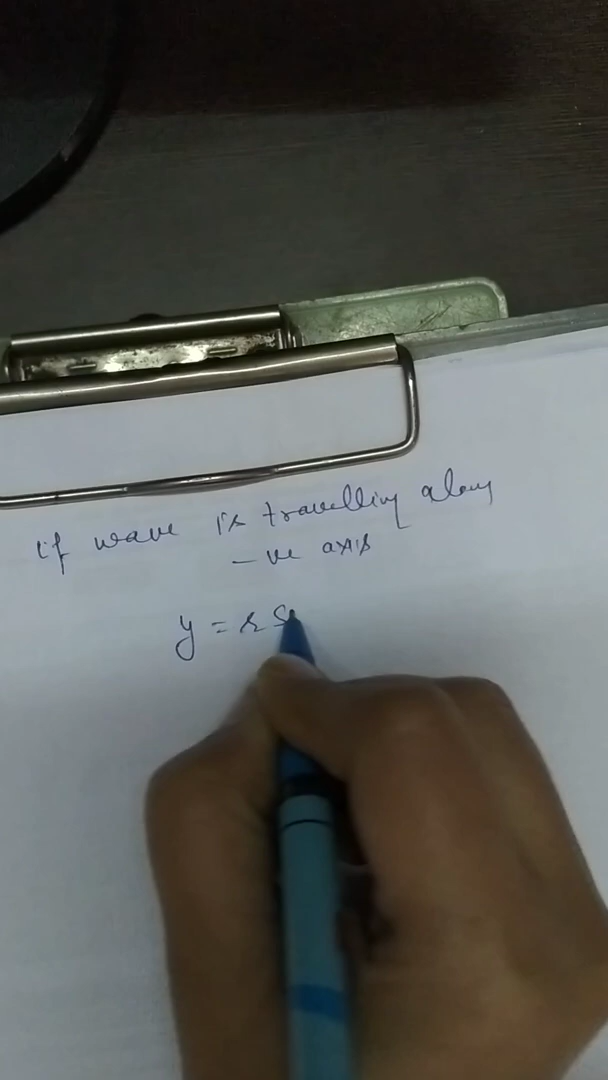 if wave is travelling along
-ve axis
y = r S